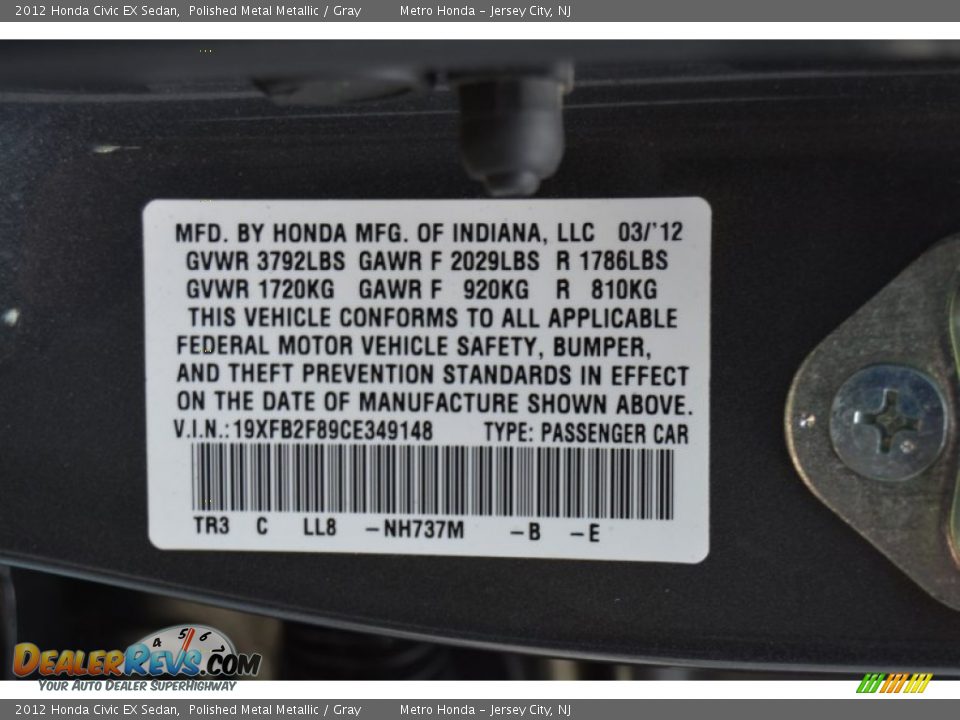 2012 Honda Civic EX Sedan, Polished Metal Metallic / Gray Metro Honda - Jersey City, NJ
MFD. BY HONDA MFG. OF INDIANA, LLC 03/'12
GVWR 3792LBS GAWR F 2029LBS R 1786LBS
GVWR 1720KG GAWR F 920KG R 810KG
THIS VEHICLE CONFORMS TO ALL APPLICABLE
FEDERAL MOTOR VEHICLE SAFETY, BUMPER,
AND THEFT PREVENTION STANDARDS IN EFFECT
ON THE DATE OF MANUFACTURE SHOWN ABOVE.
V.I.N.:19XFB2F89CE349148 TYPE: PASSENGER CAR
TR3 C LL8 -NH737M -B -E
4 5 6
DEALERREVS.COM
YOUR AUTO DEALER SUPERHIGHWAY
2012 Honda Civic EX Sedan, Polished Metal Metallic / Gray Metro Honda - Jersey City, NJ